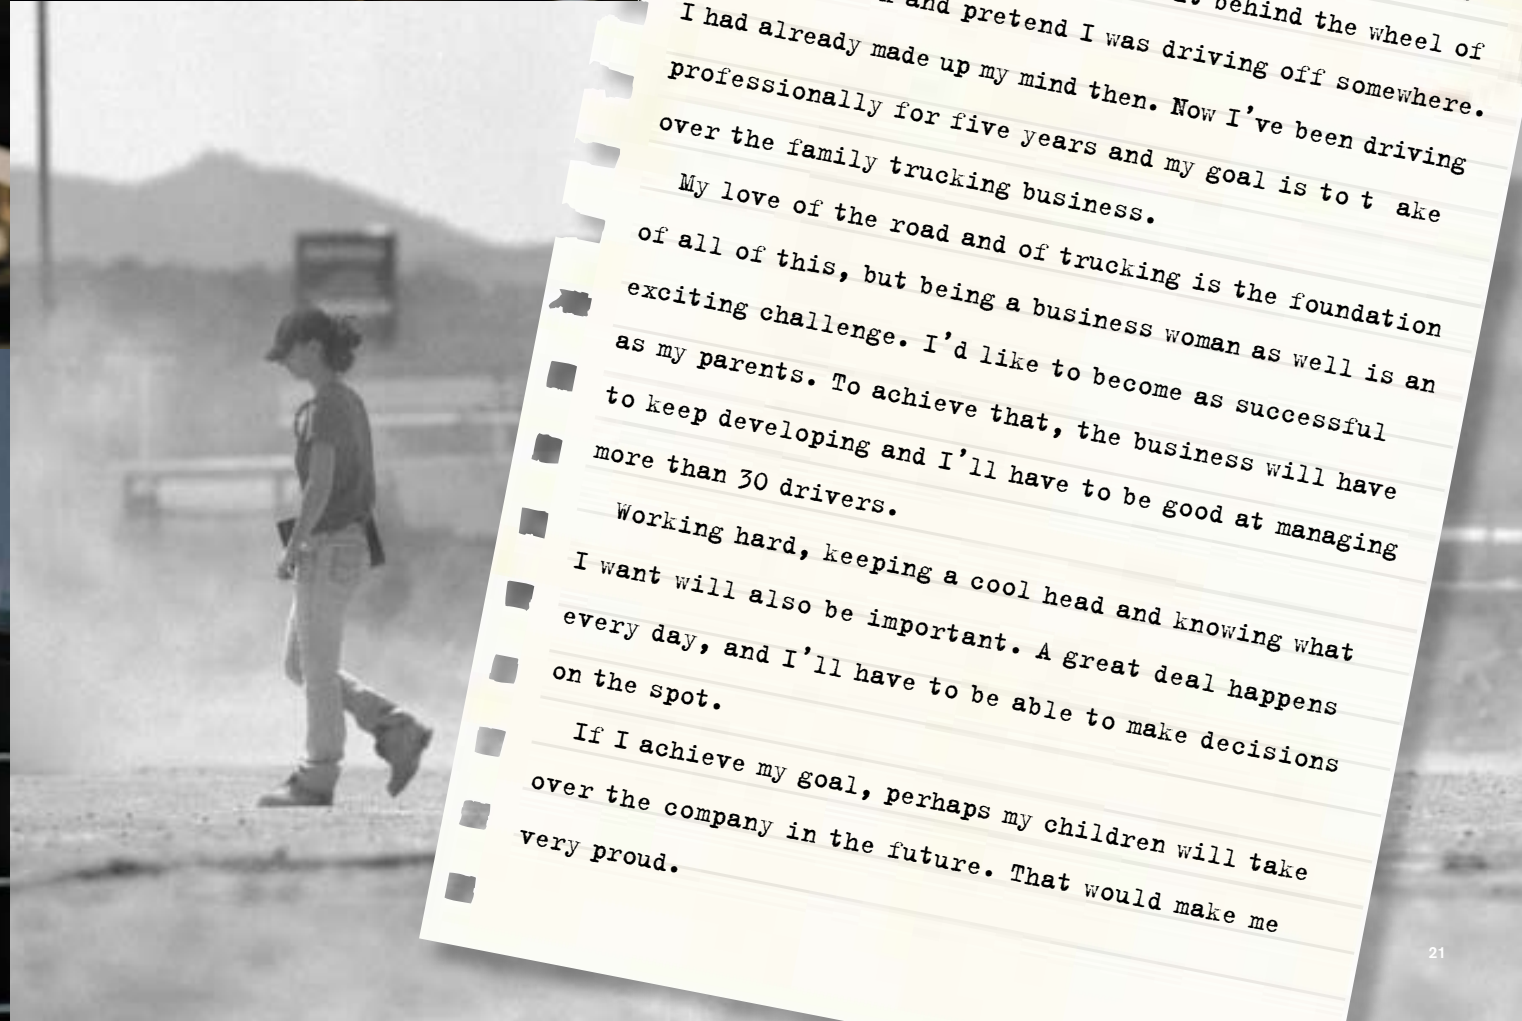 behind the wheel of
and pretend I was driving off somewhere.
I had already made up my mind then. Now I've been driving
professionally for five years and my goal is to t ake
over the family trucking business.
My love of the road and of trucking is the foundation
of all of this, but being a business woman as well is an
exciting challenge. I'd like to become as successful
as my parents. To achieve that, the business will have
to keep developing and I'll have to be good at managing
more than 30 drivers.
Working hard, keeping a cool head and knowing what
I want will also be important. A great deal happens
every day, and I'll have to be able to make decisions
on the spot.
If I achieve my goal, perhaps my children will take
over the company in the future. That would make me
very proud.
21